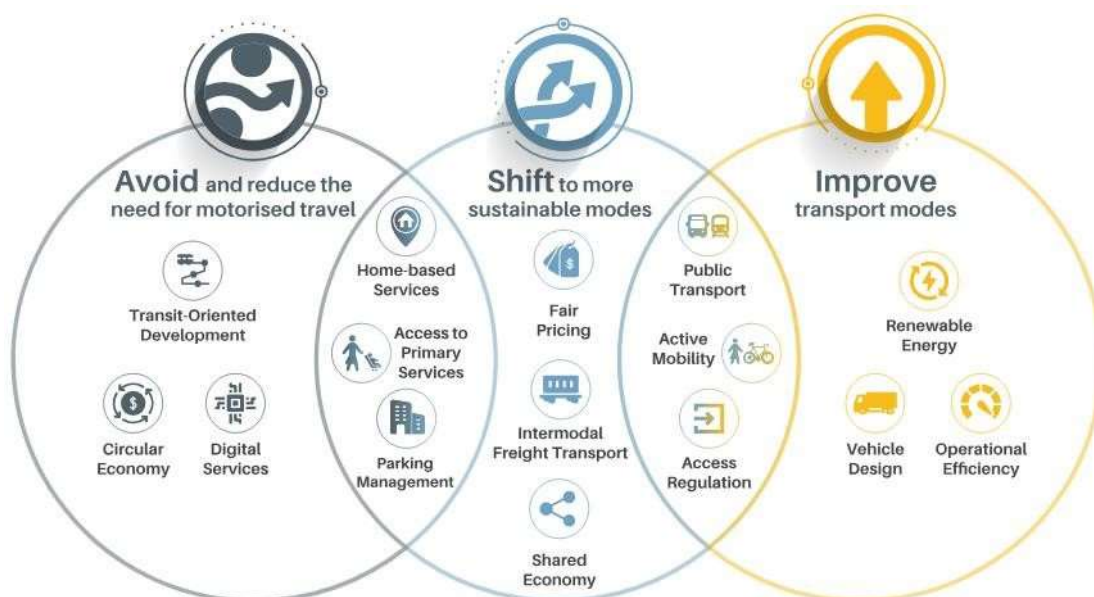 Avoid and reduce the
need for motorised travel
Transit-Oriented
Development
Circular
Economy
Digital
Services
Home-based
Services
Access to
Primary
Services
Parking
Management
Shift to more
sustainable modes
$
Fair
Pricing
Intermodal
Freight Transport
Shared
Economy
Public
Transport
Active
Mobility
Access
Regulation
Improve
transport modes
Renewable
Energy
Vehicle
Design
Operational
Efficiency